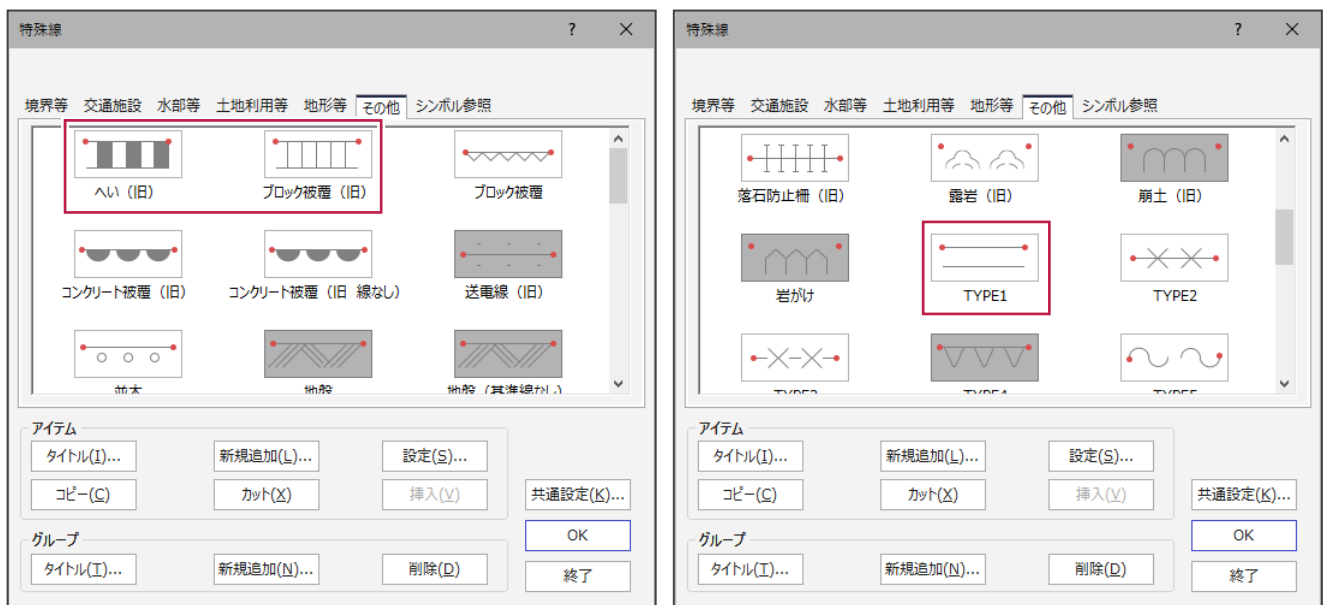 特殊線 ? ×
境界等 交通施設 水部等 土地利用等 地形等 その他 シンボル参照
へい（旧） ブロック被覆（旧） ブロック被覆
コンクリート被覆（旧） コンクリート被覆（旧 線なし） 送電線（旧）
並木 地盤 地盤（基準線なし）
アイテム
タイトル(I)... 新規追加(L)... 設定(S)...
コピー(C) カット(X) 挿入(V) 共通設定(K)...
グループ OK
タイトル(T)... 新規追加(N)... 削除(D) 終了
特殊線 ? ×
境界等 交通施設 水部等 土地利用等 地形等 その他 シンボル参照
落石防止柵（旧） 露岩（旧） 崩土（旧）
岩がけ TYPE1 TYPE2
TYPE3 TYPE4 TYPE5
アイテム
タイトル(I)... 新規追加(L)... 設定(S)...
コピー(C) カット(X) 挿入(V) 共通設定(K)...
グループ OK
タイトル(T)... 新規追加(N)... 削除(D) 終了